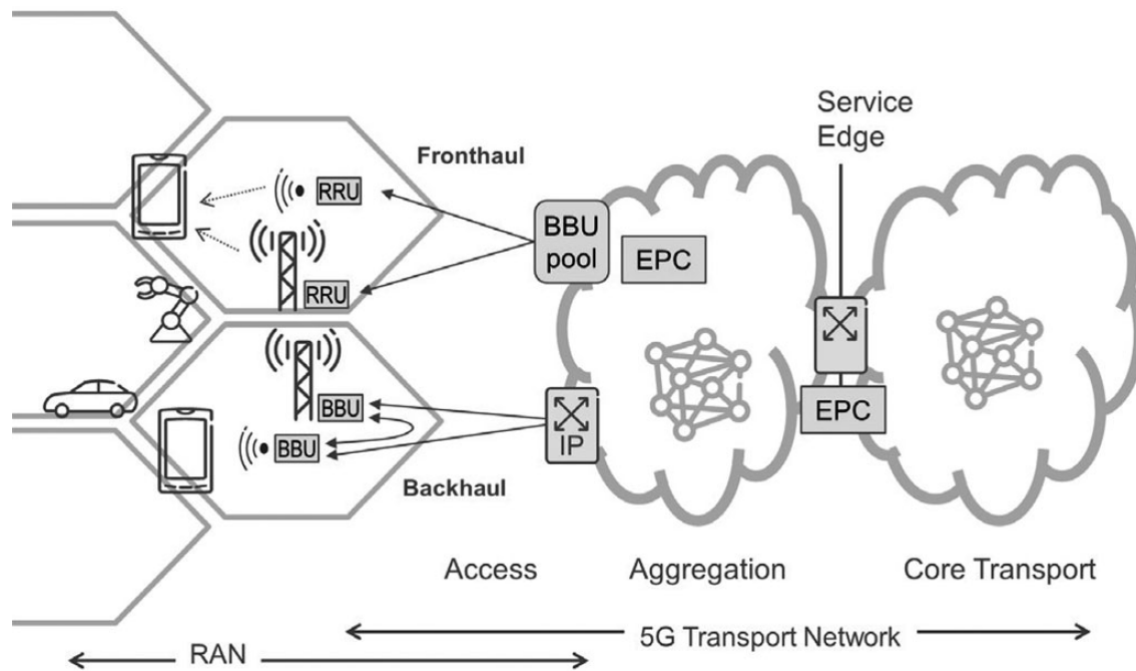 Service
Edge
Fronthaul
RRU
BBU
pool
EPC
RRU
BBU
EPC
BBU
IP
Backhaul
Access
Aggregation
Core Transport
5G Transport Network
RAN